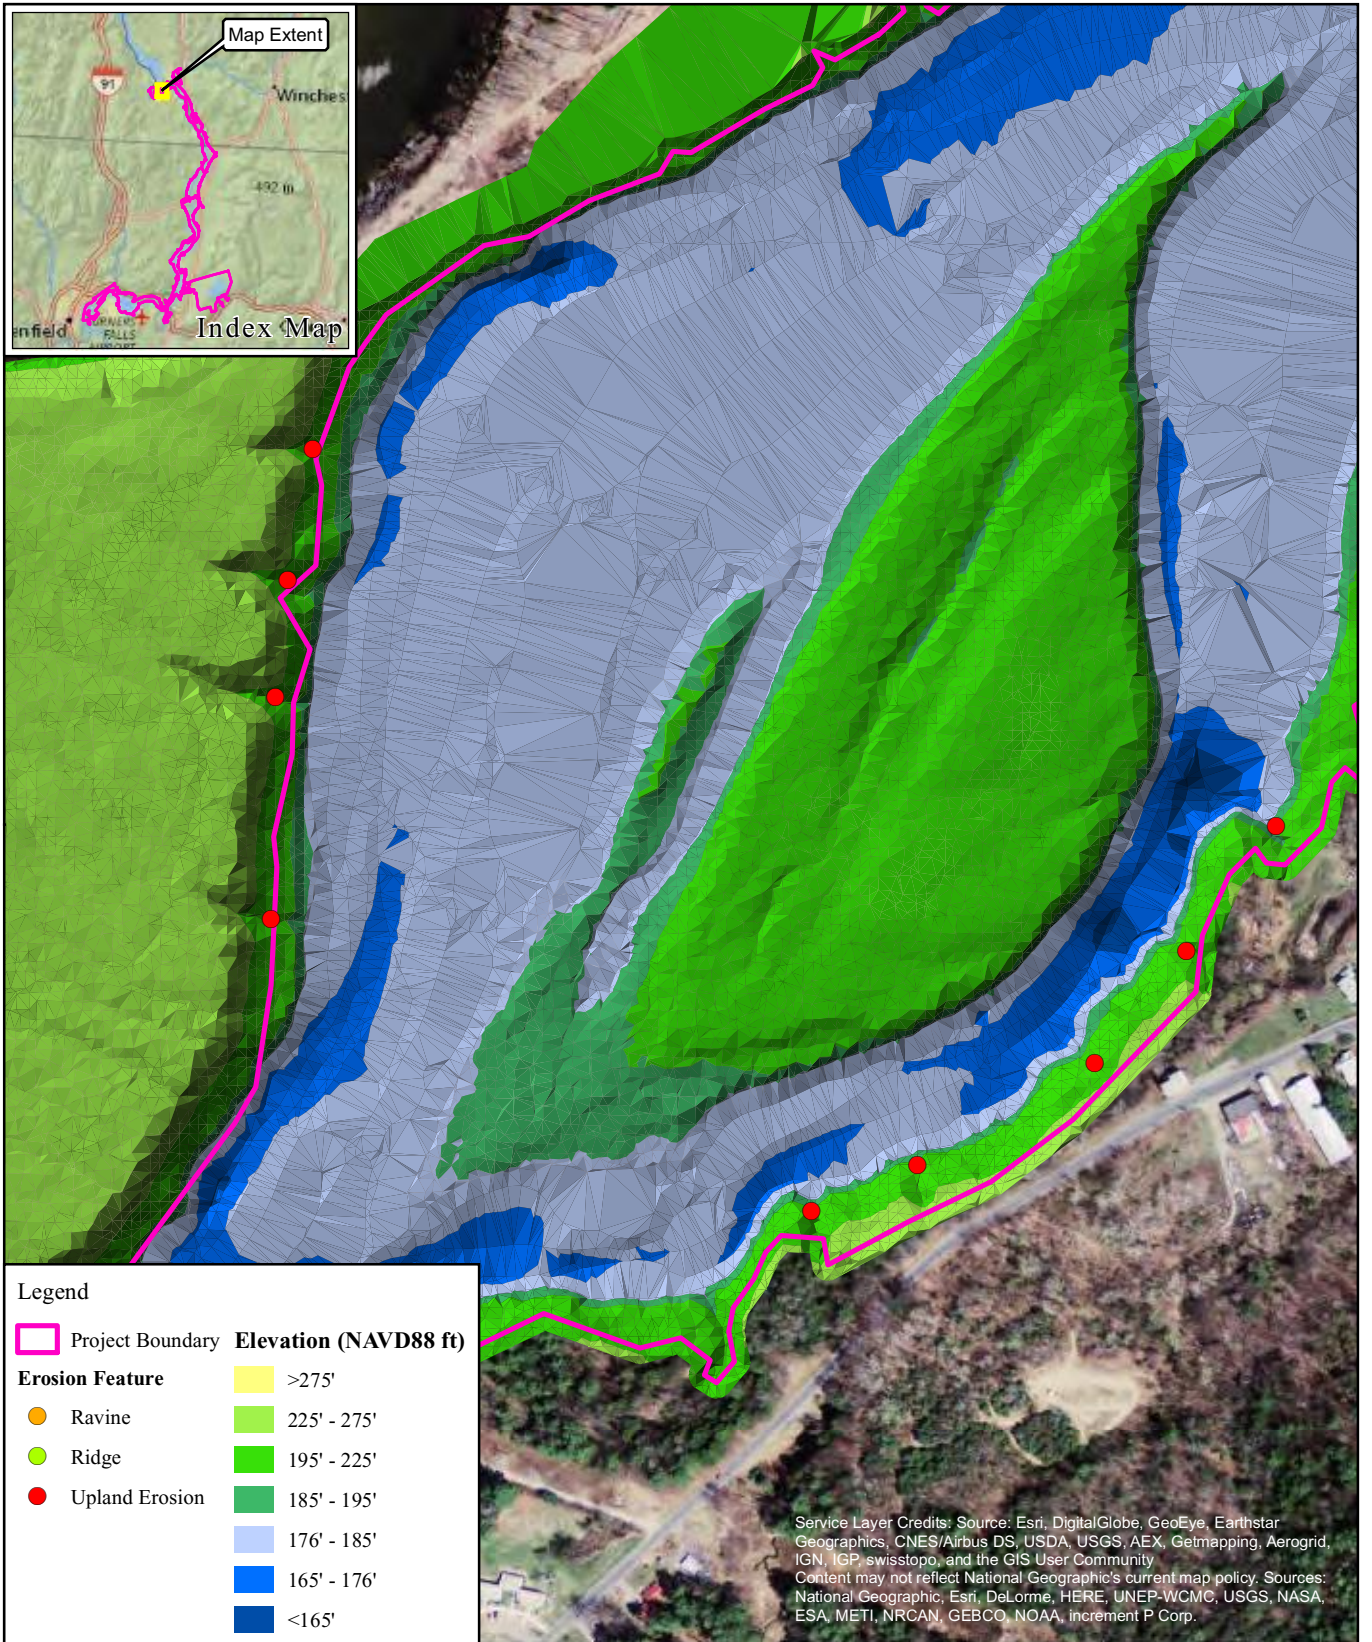 Map Extent
91
Winches
492 m
enfield
FALLS
Index Map
Legend
Project Boundary
Erosion Feature
Ravine
Ridge
Upland Erosion
Elevation (NAVD88 ft)
>275'
225' - 275'
195' - 225'
185' - 195'
176' - 185'
165' - 176'
<165'
Service Layer Credits: Source: Esri, DigitalGlobe, GeoEye, Earthstar
Geographics, CNES/Airbus DS, USDA, USGS, AEX, Getmapping, Aerogrid,
IGN, IGP, swisstopo, and the GIS User Community
Content may not reflect National Geographic's current map policy. Sources:
National Geographic, Esri, DeLorme, HERE, UNEP-WCMC, USGS, NASA,
ESA, METI, NRCAN, GEBCO, NOAA, increment P Corp.